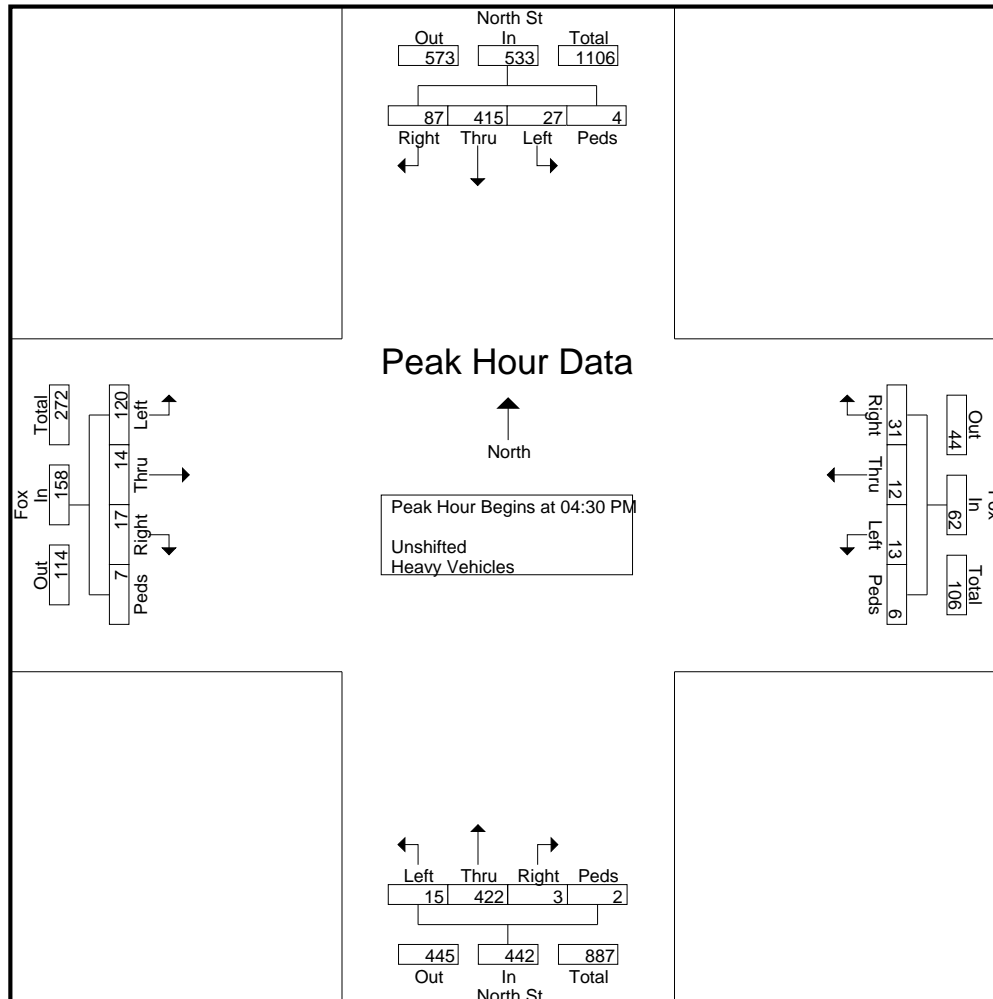 North St
Out In Total
573 533 1106
87 415 27 4
Right Thru Left Peds
Peak Hour Data
North
Peak Hour Begins at 04:30 PM
Unshifted
Heavy Vehicles
Fox
Out In Total
114 158 272
7 17 14 120
Peds Right Thru Left
Fox
Out In Total
44 62 106
31 12 13 6
Right Thru Left Peds
Left Thru Right Peds
15 422 3 2
445 442 887
Out In Total
North St